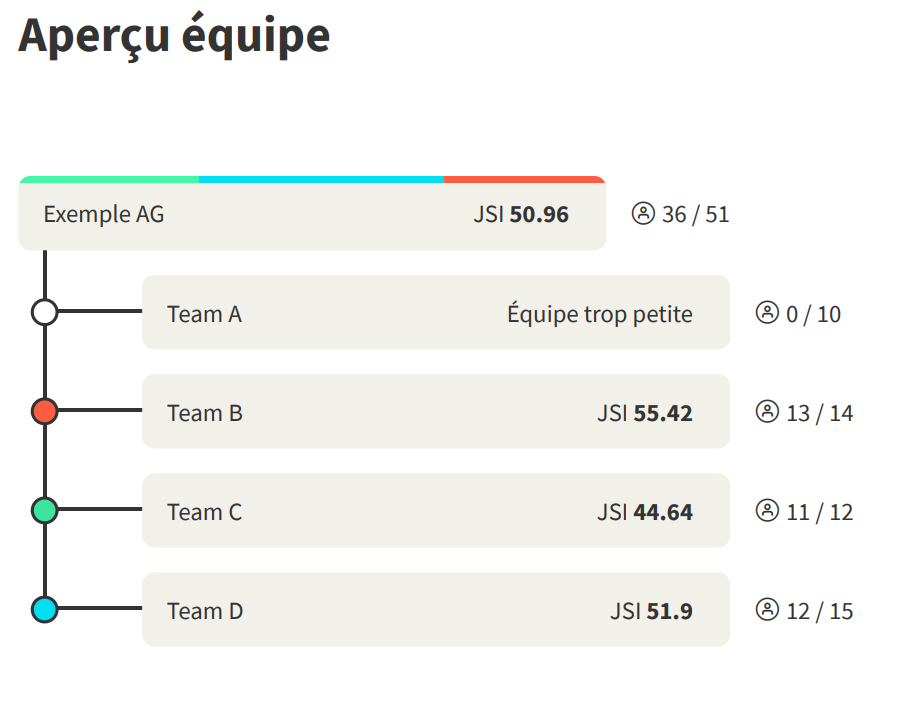 Aperçu équipe
Exemple AG JSI 50.96 36 / 51
Team A Équipe trop petite 0 / 10
Team B JSI 55.42 13 / 14
Team C JSI 44.64 11 / 12
Team D JSI 51.9 12 / 15